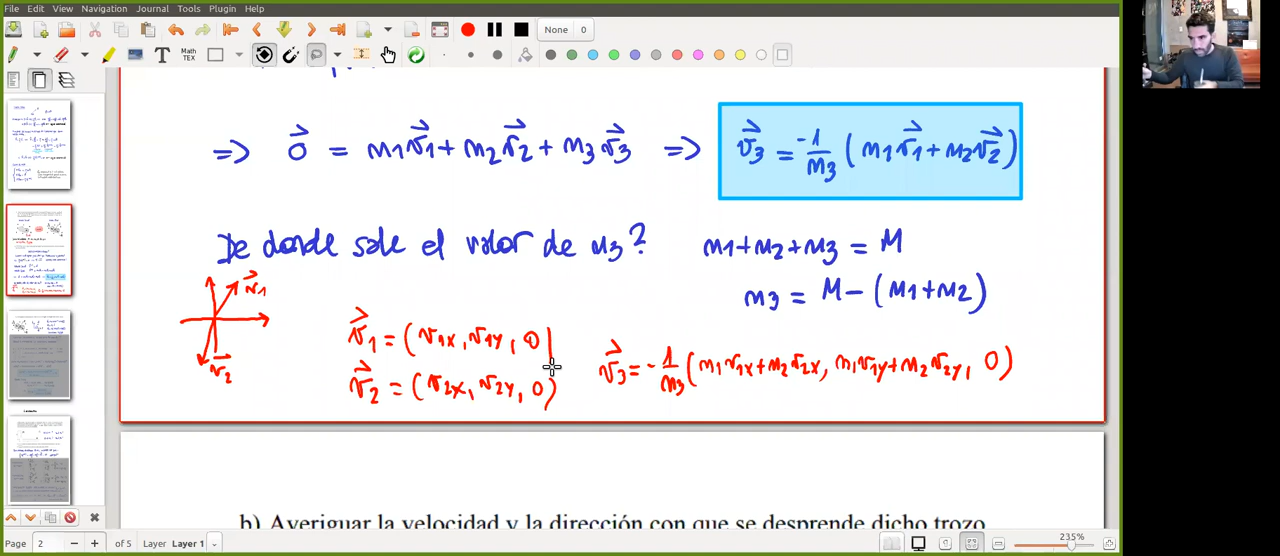 File Edit View Navigation Journal Tools Plugin Help
None 0
T Math TEX
=> 0⃗ = m1v⃗1 + m2v⃗2 + m3v⃗3 => v⃗3 = -1/m3 (m1v⃗1 + m2v⃗2)
De donde sale el valor de m3? m1+m2+m3 = M
m3 = M - (m1+m2)
v⃗1
v⃗2
v⃗1 = (v1x, v1y, 0)
v⃗2 = (v2x, v2y, 0)
v⃗3 = -1/m3 (m1v1x+m2v2x, m1v1y+m2v2y, 0)
b) Averiguar la velocidad y la dirección con que se desprende dicho trozo
Page 2 of 5 Layer Layer 1 235%